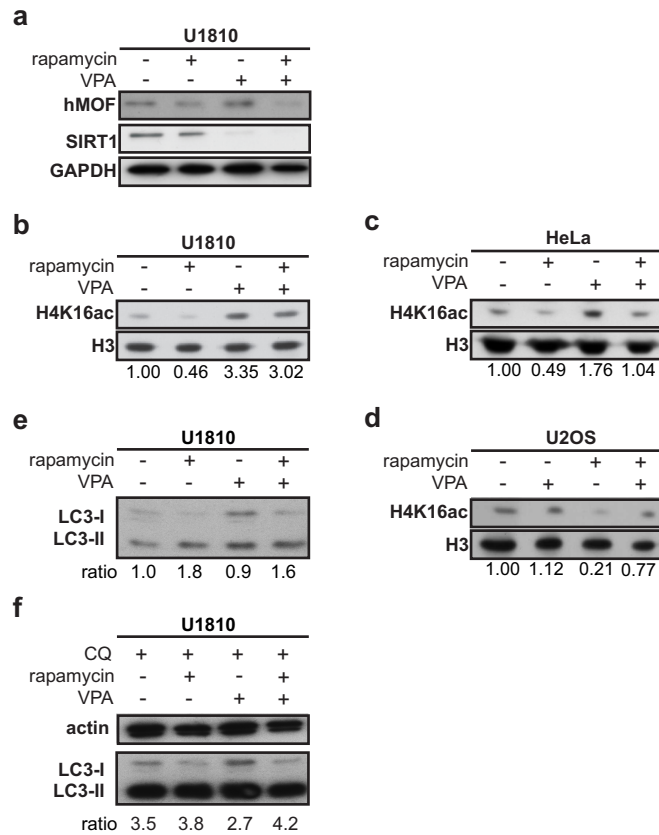 a
U1810
rapamycin - + - +
VPA - - + +
hMOF
SIRT1
GAPDH
b
U1810
rapamycin - + - +
VPA - - + +
H4K16ac
H3
1.00 0.46 3.35 3.02
c
HeLa
rapamycin - + - +
VPA - - + +
H4K16ac
H3
1.00 0.49 1.76 1.04
e
U1810
rapamycin - + - +
VPA - - + +
LC3-I
LC3-II
ratio 1.0 1.8 0.9 1.6
d
U2OS
rapamycin - - + +
VPA - + - +
H4K16ac
H3
1.00 1.12 0.21 0.77
f
U1810
CQ + + + +
rapamycin - + - +
VPA - - + +
actin
LC3-I
LC3-II
ratio 3.5 3.8 2.7 4.2